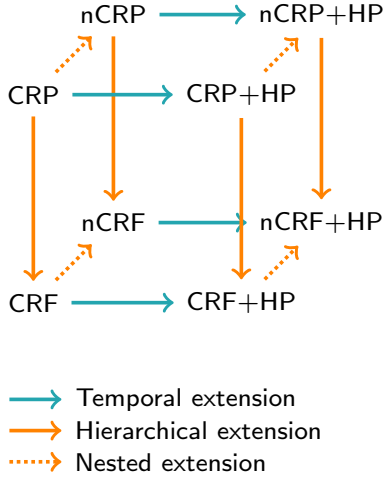 nCRP nCRP+HP
CRP CRP+HP
nCRF nCRF+HP
CRF CRF+HP
Temporal extension
Hierarchical extension
Nested extension